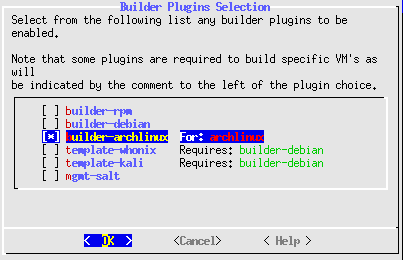 Builder Plugins Selection
Select from the following list any builder plugins to be
enabled.
Note that some plugins are required to build specific VM's as
will
be indicated by the comment to the left of the plugin choice.
[ ] builder-rpm
[ ] builder-debian
[*] builder-archlinux For: archlinux
[ ] template-whonix Requires: builder-debian
[ ] template-kali Requires: builder-debian
[ ] mgmt-salt
< OK > <Cancel> < Help >